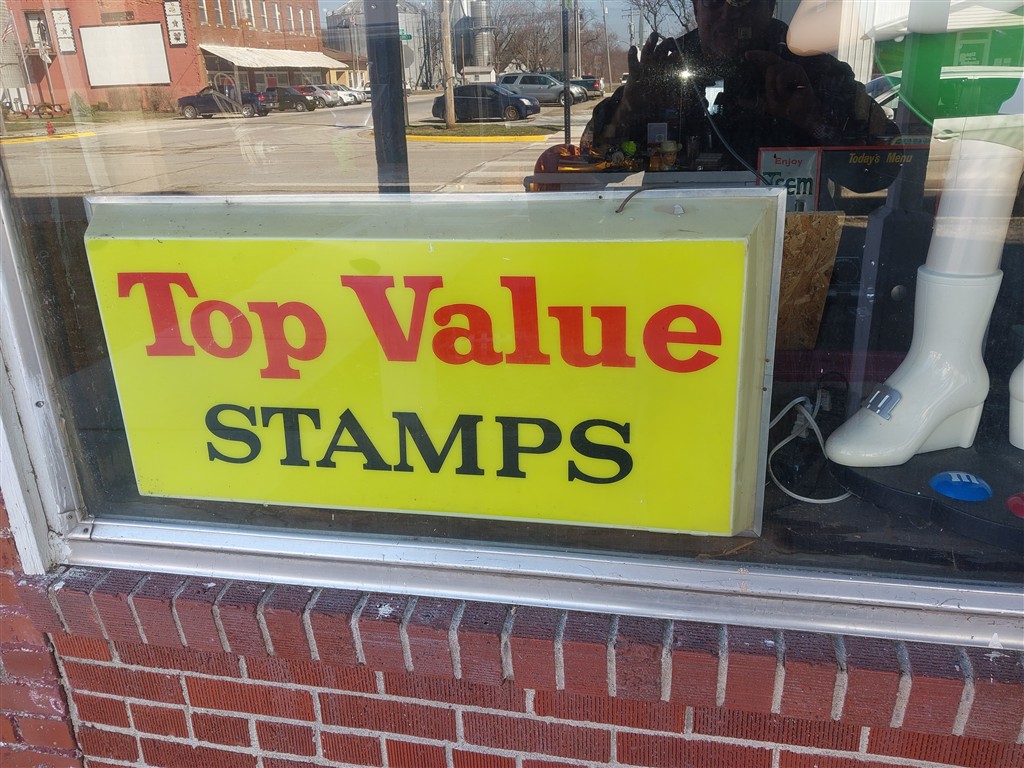 Top Value
STAMPS
Enjoy
Today's Menu
m